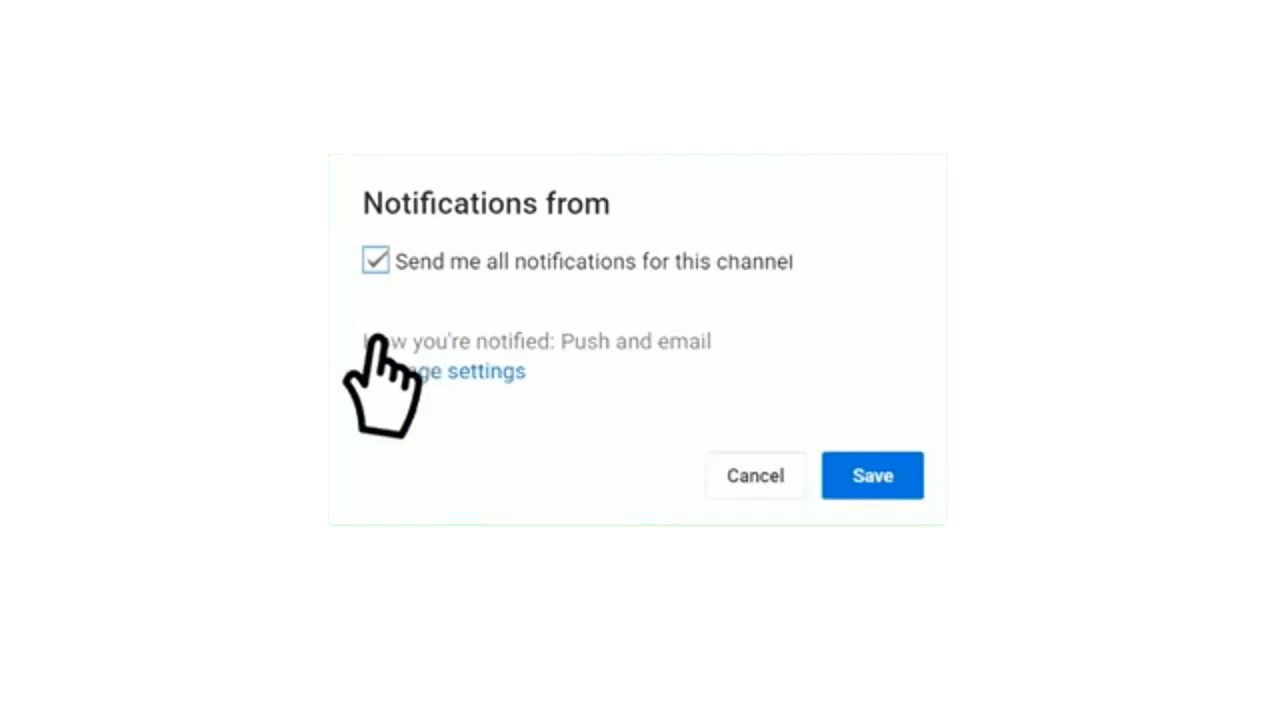 Notifications from
Send me all notifications for this channel
you're notified: Push and email
settings
Cancel
Save